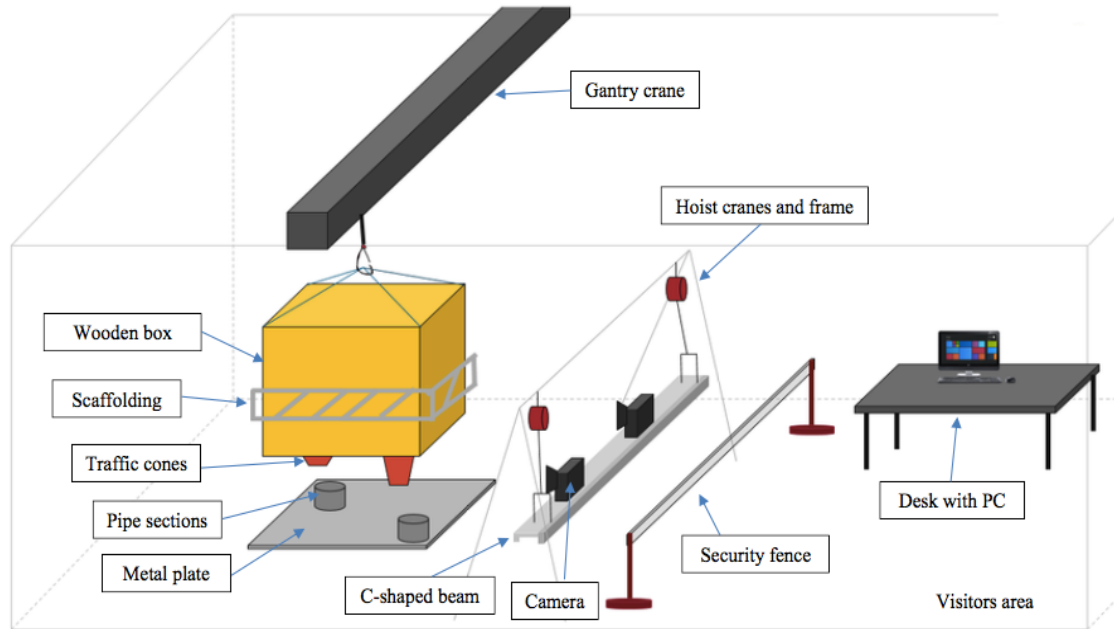 Gantry crane
Hoist cranes and frame
Wooden box
Scaffolding
Traffic cones
Pipe sections
Metal plate
C-shaped beam
Camera
Security fence
Desk with PC
Visitors area